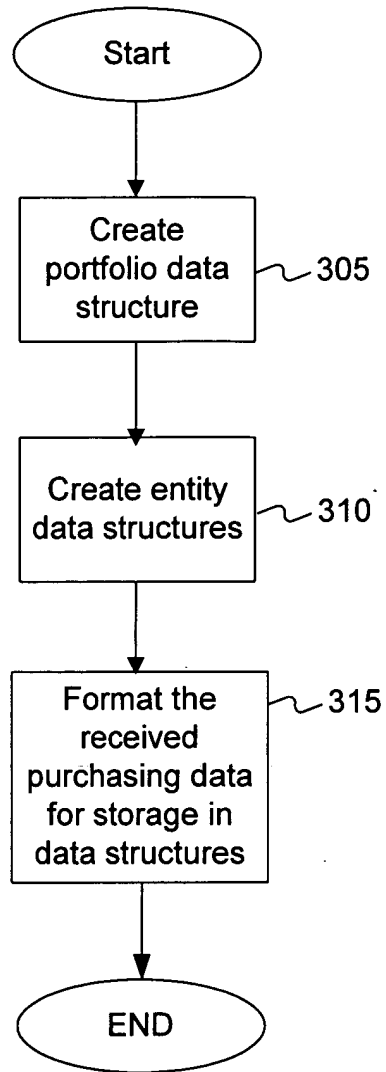 Start
Create
portfolio data
structure
305
Create entity
data structures
310
Format the
received
purchasing data
for storage in
data structures
315
END